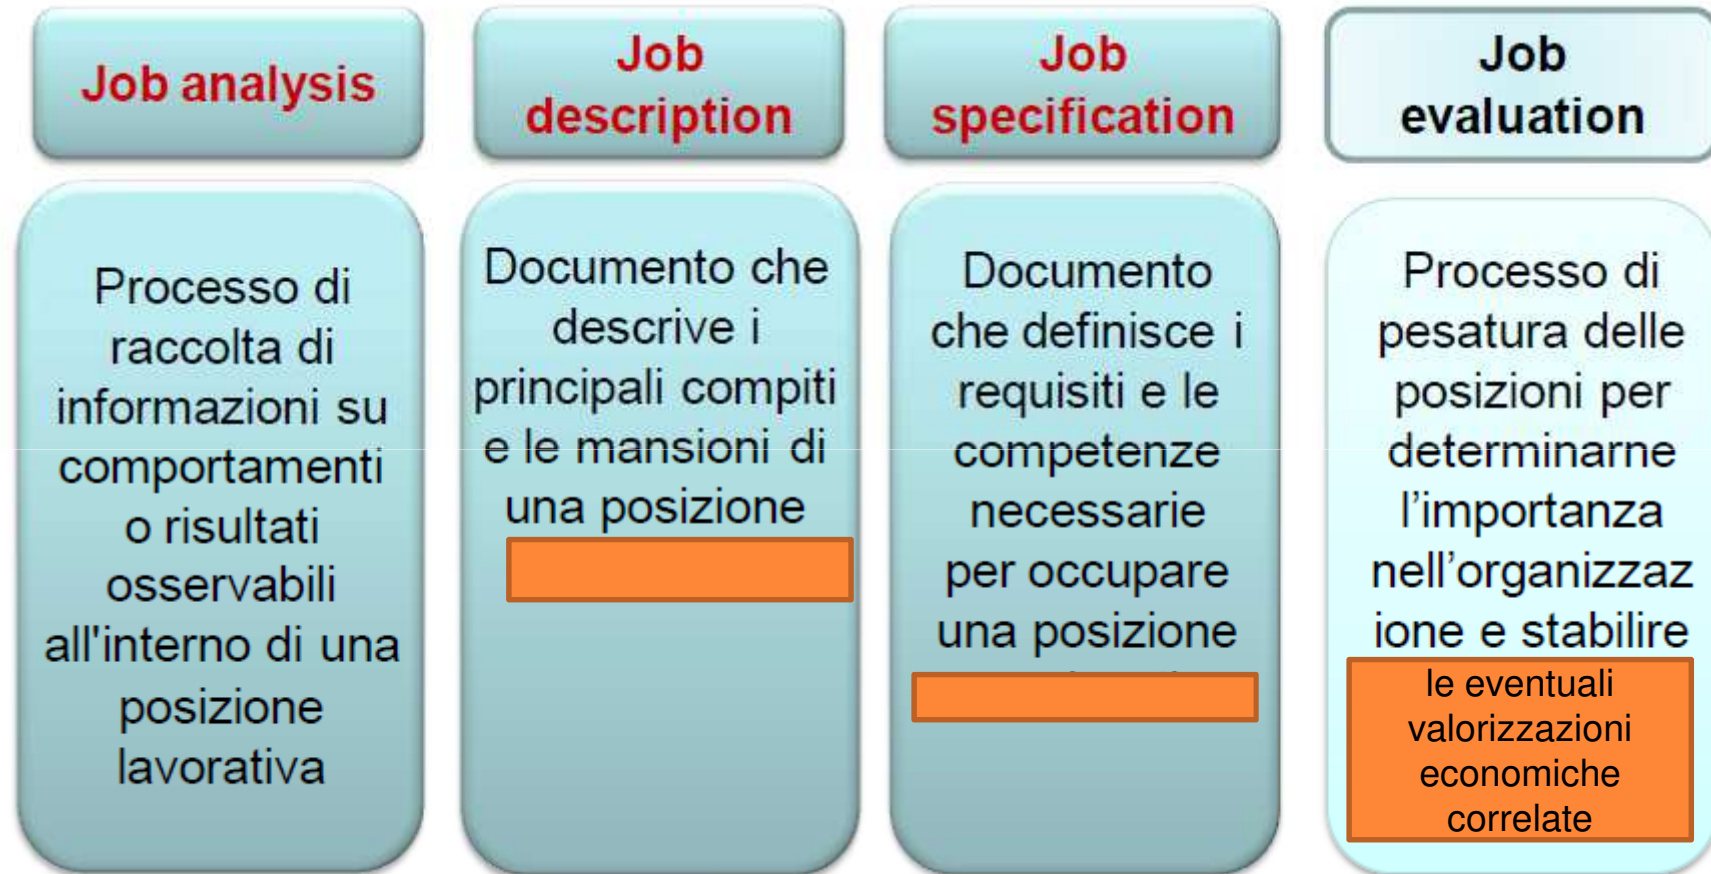 Job analysis
Processo di
raccolta di
informazioni su
comportamenti
o risultati
osservabili
all'interno di una
posizione
lavorativa
Job
description
Documento che
descrive i
principali compiti
e le mansioni di
una posizione
Job
specification
Documento
che definisce i
requisiti e le
competenze
necessarie
per occupare
una posizione
Job
evaluation
Processo di
pesatura delle
posizioni per
determinarne
l’importanza
nell’organizzaz
ione e stabilire
le eventuali
valorizzazioni
economiche
correlate